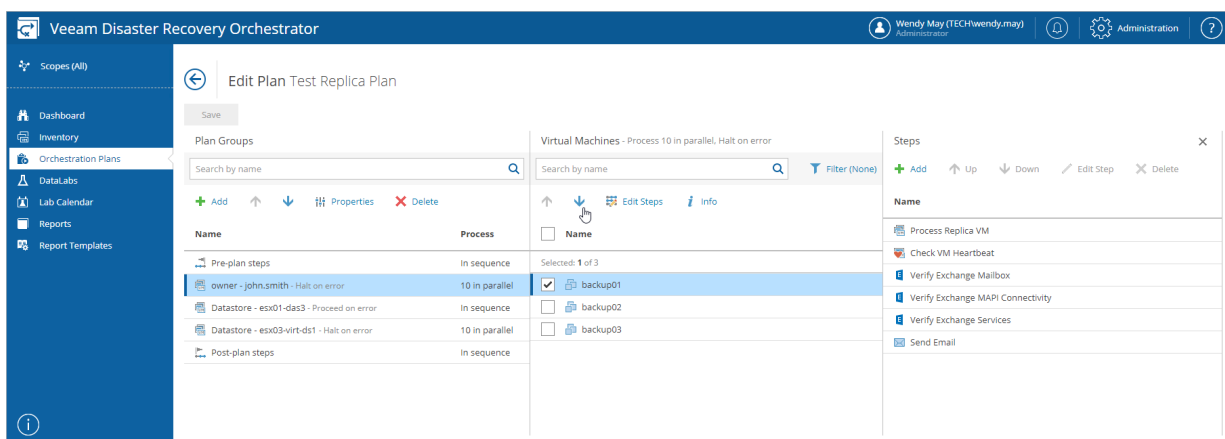 Veeam Disaster Recovery Orchestrator
Wendy May (TECH\wendy.may)
Administrator
Administration
?
Scopes (All)
Dashboard
Inventory
Orchestration Plans
DataLabs
Lab Calendar
Reports
Report Templates
Edit Plan Test Replica Plan
Save
Plan Groups
Search by name
Add Properties Delete
Name Process
Pre-plan steps In sequence
owner - john.smith - Halt on error 10 in parallel
Datastore - esx01-das3 - Proceed on error 10 in parallel
Datastore - esx03-virt-ds1 - Halt on error 10 in parallel
Post-plan steps In sequence
Virtual Machines - Process 10 in parallel, Halt on error
Search by name Filter (None)
Edit Steps i Info
Name
Selected: 1 of 3
backup01
backup02
backup03
Steps
Add Up Down Edit Step Delete
Name
Process Replica VM
Check VM Heartbeat
Verify Exchange Mailbox
Verify Exchange MAPI Connectivity
Verify Exchange Services
Send Email